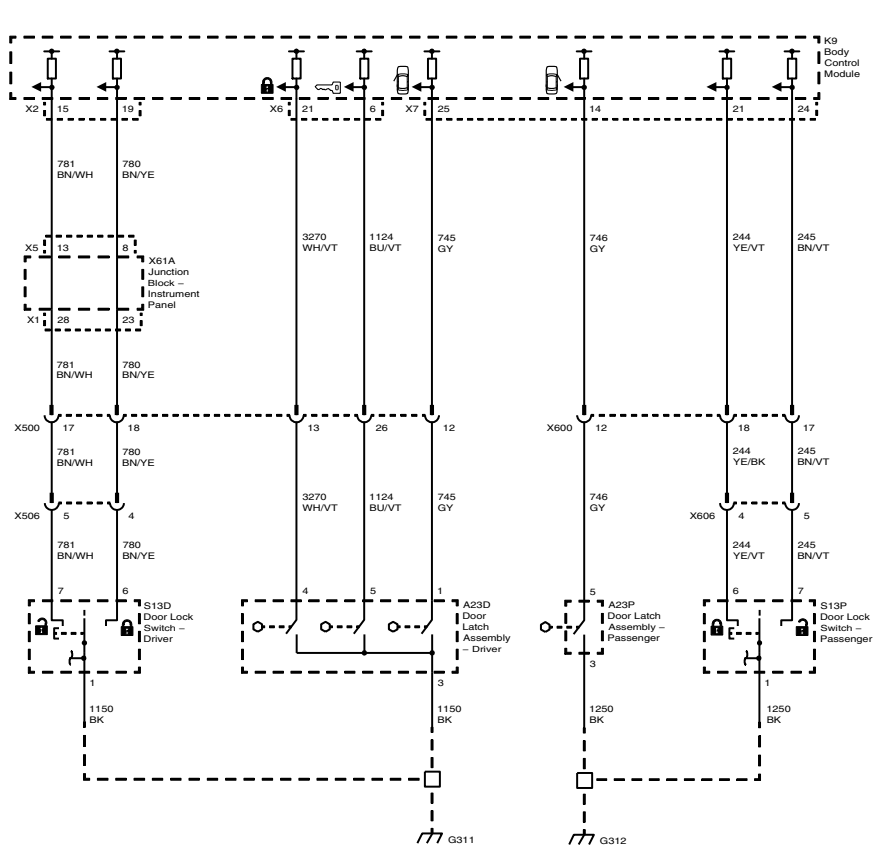 K9
Body
Control
Module
X2 15 19 X6 21 6 X7 25 14 21 24
781
BN/WH
780
BN/YE
3270
WH/VT
1124
BU/VT
745
GY
746
GY
244
YE/VT
245
BN/VT
X5 13 8
X61A
Junction
Block –
Instrument
Panel
X1 28 23
781
BN/WH
780
BN/YE
X500 17 18 13 26 12 X600 12 18 17
781
BN/WH
780
BN/YE
244
YE/BK
245
BN/VT
3270
WH/VT
1124
BU/VT
745
GY
746
GY
X506 5 4 X606 4 5
781
BN/WH
780
BN/YE
244
YE/VT
245
BN/VT
7 6 4 5 1 5 6 7
S13D
Door Lock
Switch –
Driver
A23D
Door
Latch
Assembly
– Driver
A23P
Door Latch
Assembly –
Passenger
S13P
Door Lock
Switch –
Passenger
1 3 3 1
1150
BK
1150
BK
1250
BK
1250
BK
G311 G312